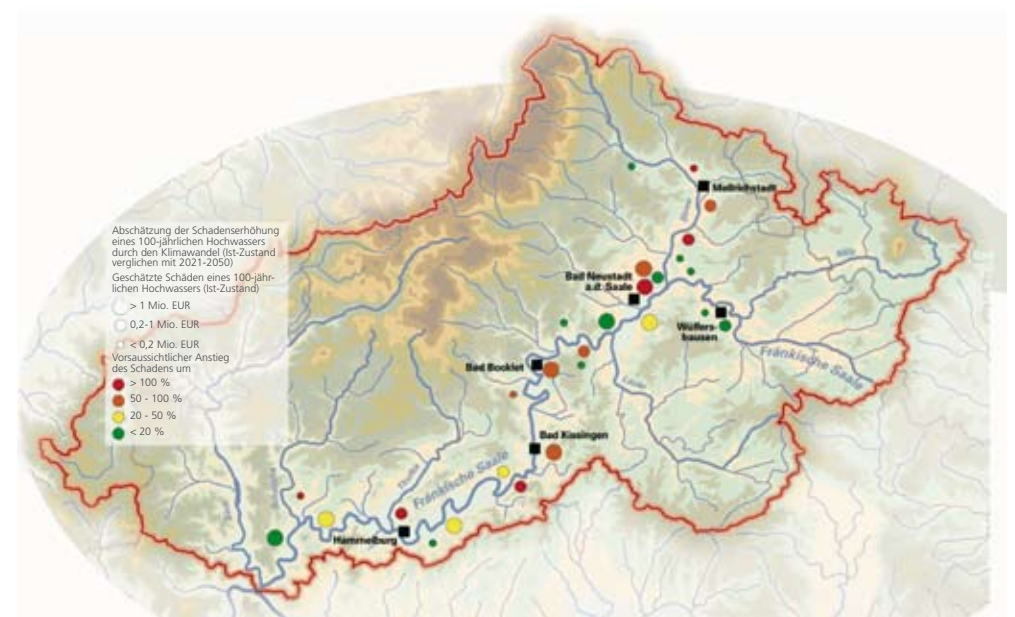 Abschätzung der Schadenserhöhung
eines 100-jährlichen Hochwassers
durch den Klimawandel (Ist-Zustand
verglichen mit 2021-2050)
Geschätzte Schäden eines 100-jähr-
lichen Hochwassers (Ist-Zustand)
> 1 Mio. EUR
0,2-1 Mio. EUR
< 0,2 Mio. EUR
Vorsaussichtlicher Anstieg
des Schadens um
> 100 %
50 - 100 %
20 - 50 %
< 20 %
Mellrichstadt
Bad Neustadt
a.d. Saale
Wülfers-
hausen
Fränkische Saale
Bad Bocklet
Bad Kissingen
Fränkische Saale
Hammelburg